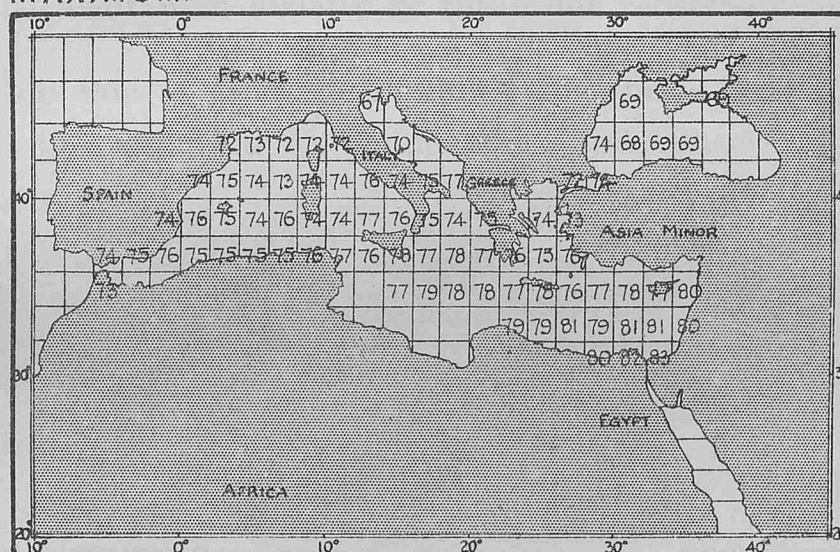 10° 0° 10° 20° 30° 40°
FRANCE
67
69
72 73 72 72 72 70 74 68 69 69
ITALY
74 75 74 73 74 74 76 74 75 77 GREECE 72
SPAIN
40°
74 76 75 74 76 74 74 77 76 75 74 75 74 73
ASIA MINOR
74 75 76 75 75 75 75 76 77 76 78 77 78 77 76 75 76
73 77 79 78 78 77 78 76 77 78 77 80
79 79 81 79 81 81 80
30° 80 82 83
EGYPT
AFRICA
20°
10° 0° 10° 20° 30° 40°